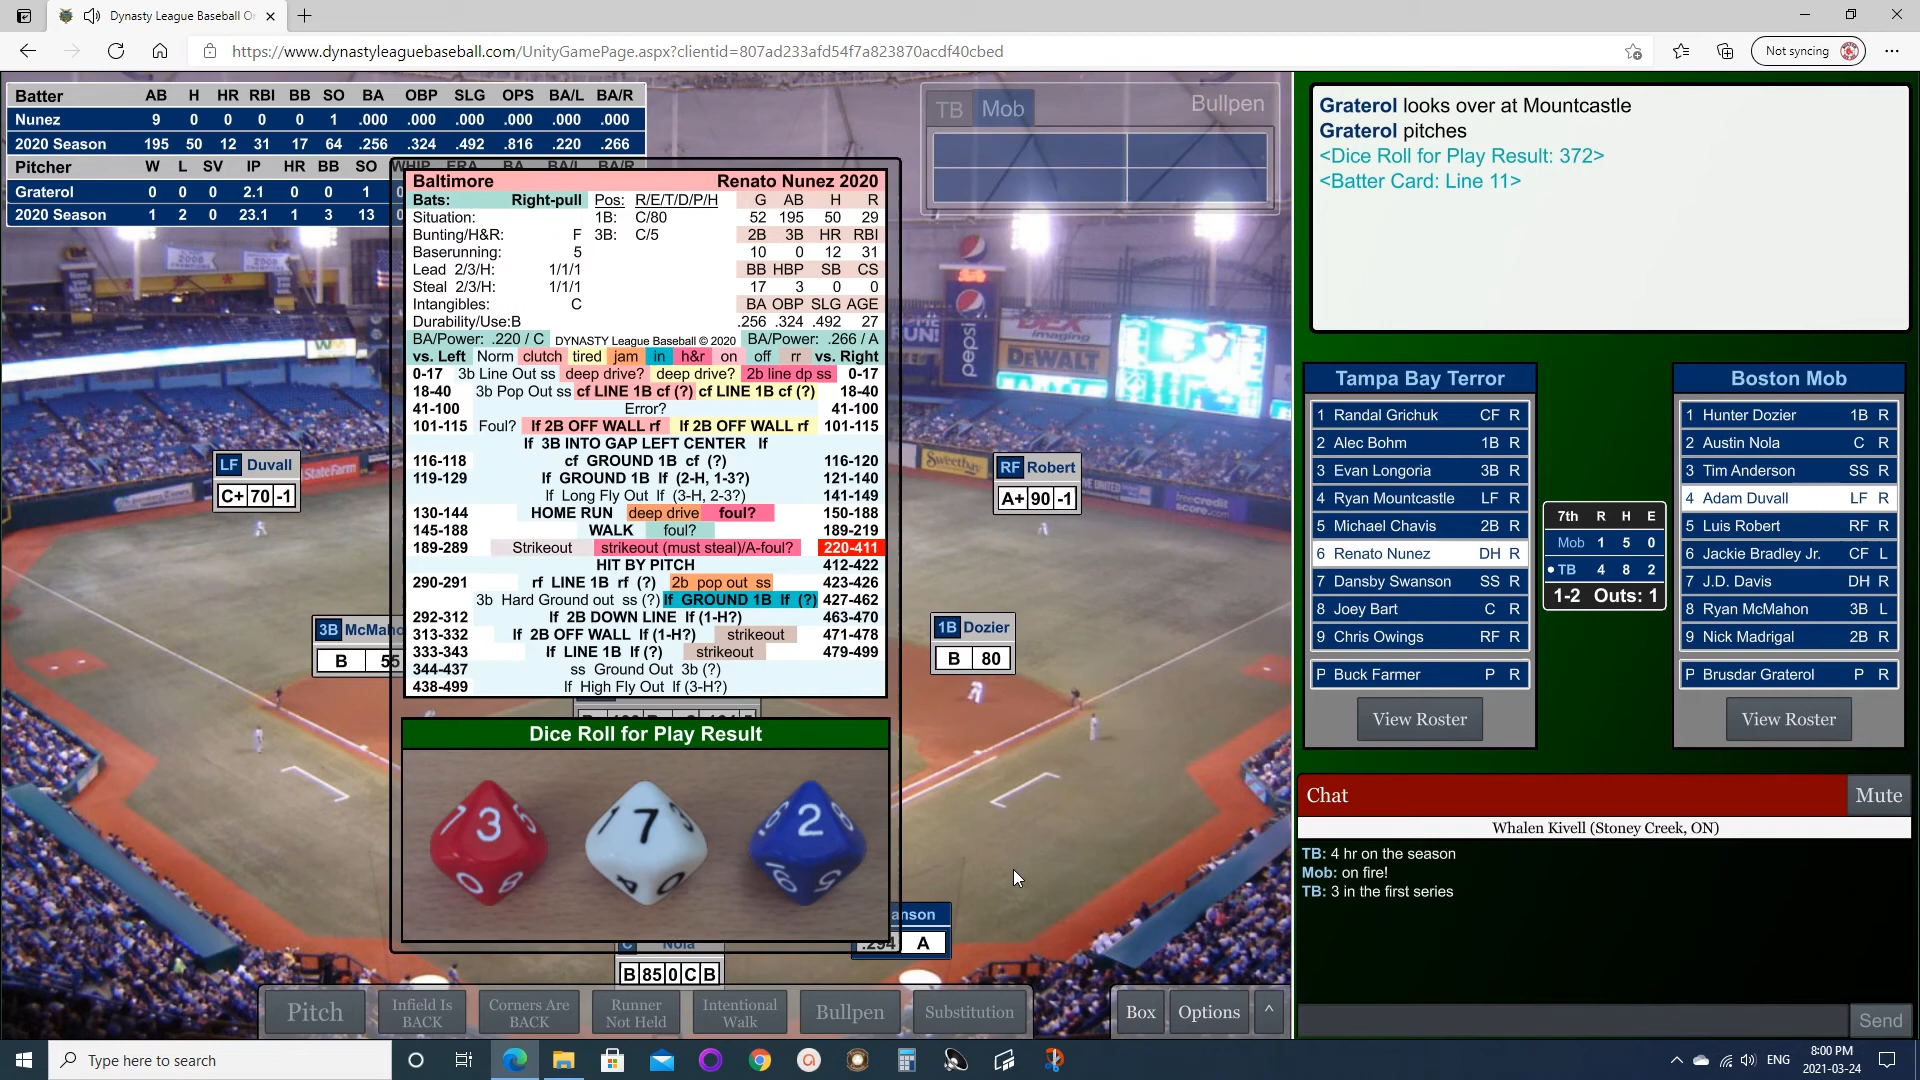 Dynasty League Baseball O
https://www.dynastyleaguebaseball.com/UnityGamePage.aspx?clientid=807ad233afd54f7a823870acdf40cbed
Not syncing
Batter AB H HR RBI BB SO BA OBP SLG OPS BA/L BA/R
Nunez 9 0 0 0 0 1 .000 .000 .000 .000 .000 .000
2020 Season 195 50 12 31 17 64 .256 .324 .492 .816 .220 .266
Pitcher W L SV IP HR BB SO WHIP ERA BA BA/L BA/R
Graterol 0 0 0 2.1 0 0 1
2020 Season 1 2 0 23.1 1 3 13
TB Mob Bullpen
Baltimore Renato Nunez 2020
Bats: Right-pull Pos: R/E/T/D/P/H G AB H R
Situation: 1B: C/80 52 195 50 29
Bunting/H&R: F 3B: C/5 2B 3B HR RBI
Baserunning: 5 10 0 12 31
Lead 2/3/H: 1/1/1 BB HBP SB CS
Steal 2/3/H: 1/1/1 17 3 0 0
Intangibles: C BA OBP SLG AGE
Durability/Use:B .256 .324 .492 27
BA/Power: .220 / C DYNASTY League Baseball © 2020 BA/Power: .266 / A
vs. Left Norm clutch tired jam in h&r on off rr vs. Right
0-17 3b Line Out ss deep drive? deep drive? 2b line dp ss 0-17
18-40 3b Pop Out ss cf LINE 1B cf (?) cf LINE 1B cf (?) 18-40
41-100 Error? 41-100
101-115 Foul? lf 2B OFF WALL rf lf 2B OFF WALL rf 101-115
lf 3B INTO GAP LEFT CENTER lf
116-118 cf GROUND 1B cf (?) 116-120
119-129 lf GROUND 1B lf (2-H, 1-3?) 121-140
lf Long Fly Out lf (3-H, 2-3?) 141-149
130-144 HOME RUN deep drive foul? 150-188
145-188 WALK foul? 189-219
189-289 Strikeout strikeout (must steal)/A-foul? 220-411
HIT BY PITCH 412-422
290-291 rf LINE 1B rf (?) 2b pop out ss 423-426
3b Hard Ground out ss (?) lf GROUND 1B lf (?) 427-462
292-312 lf 2B DOWN LINE lf (1-H?) 463-470
313-332 lf 2B OFF WALL lf (1-H?) strikeout 471-478
333-343 lf LINE 1B lf (?) strikeout 479-499
344-437 ss Ground Out 3b (?)
438-499 lf High Fly Out lf (3-H?)
Dice Roll for Play Result
3 7 2
LF Duvall
C+ 70 -1
RF Robert
A+ 90 -1
3B McMaho
B 55
1B Dozier
B 80
anson
.294 A
C Nola
B 85 0 C B
pepsi
DeWALT
StateFarm
Sweetbay
freecreditscore.com
Pitch
Infield Is BACK
Corners Are BACK
Runner Not Held
Intentional Walk
Bullpen
Substitution
Box
Options
^
Graterol looks over at Mountcastle
Graterol pitches
<Dice Roll for Play Result: 372>
<Batter Card: Line 11>
Tampa Bay Terror
1 Randal Grichuk CF R
2 Alec Bohm 1B R
3 Evan Longoria 3B R
4 Ryan Mountcastle LF R
5 Michael Chavis 2B R
6 Renato Nunez DH R
7 Dansby Swanson SS R
8 Joey Bart C R
9 Chris Owings RF R
P Buck Farmer P R
View Roster
7th R H E
Mob 1 5 0
TB 4 8 2
1-2 Outs: 1
Boston Mob
1 Hunter Dozier 1B R
2 Austin Nola C R
3 Tim Anderson SS R
4 Adam Duvall LF R
5 Luis Robert RF R
6 Jackie Bradley Jr. CF L
7 J.D. Davis DH R
8 Ryan McMahon 3B L
9 Nick Madrigal 2B R
P Brusdar Graterol P R
View Roster
Chat Mute
Whalen Kivell (Stoney Creek, ON)
TB: 4 hr on the season
Mob: on fire!
TB: 3 in the first series
Send
Type here to search
ENG
8:00 PM
2021-03-24